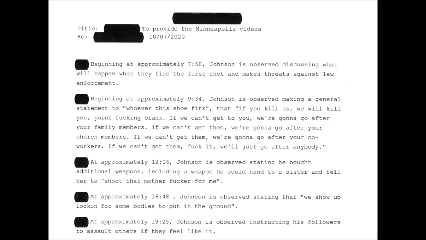 Title: To provide the Minneapolis videos
Re: 10/07/2020
Beginning at approximately 7:50, Johnson is observed discussing what
will happen when they fire the first shot and makes threats against law
enforcement.
Beginning at approximately 9:34, Johnson is observed making a general
statement to "whoever this shoe fits", that "if you kill us, we will kill
you, point fucking blank. If we can't get to you, we're gonna go after
your family members. If we can't get them, we're gonna go after your
church members. If we can't get them, we're gonna go after your co-
workers. If we can't get them, fuck it, we'll just go after anybody."
At approximately 12:06, Johnson is observed stating he bought
additional weapons, including a weapon he could hand to a sister and tell
her to "shoot that mother fucker for me".
At approximately 16:48 , Johnson is observed stating that "we show up
lookin for some bodies to put in the ground".
At approximately 19:25, Johnson is observed instructing his followers
to assault others if they feel like it.